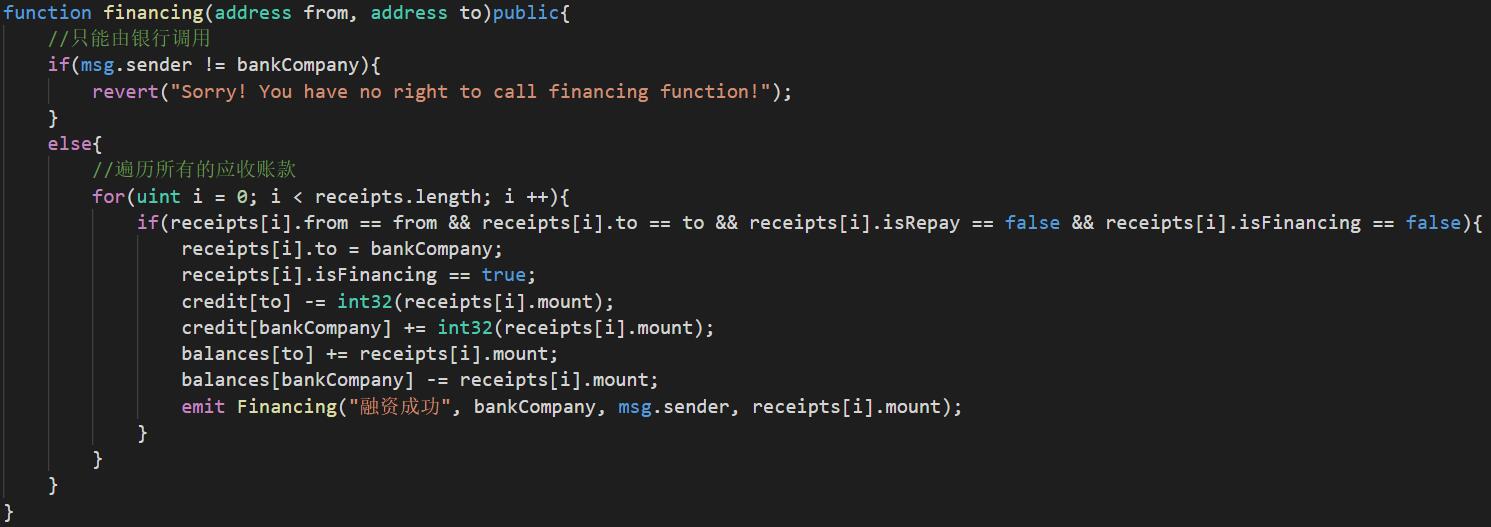 function financing(address from, address to)public{
    //只能由银行调用
    if(msg.sender != bankCompany){
        revert("Sorry! You have no right to call financing function!");
    }
    else{
        //遍历所有的应收账款
        for(uint i = 0; i < receipts.length; i ++){
            if(receipts[i].from == from && receipts[i].to == to && receipts[i].isRepay == false && receipts[i].isFinancing == false){
                receipts[i].to = bankCompany;
                receipts[i].isFinancing == true;
                credit[to] -= int32(receipts[i].mount);
                credit[bankCompany] += int32(receipts[i].mount);
                balances[to] += receipts[i].mount;
                balances[bankCompany] -= receipts[i].mount;
                emit Financing("融资成功", bankCompany, msg.sender, receipts[i].mount);
            }
        }
    }
}